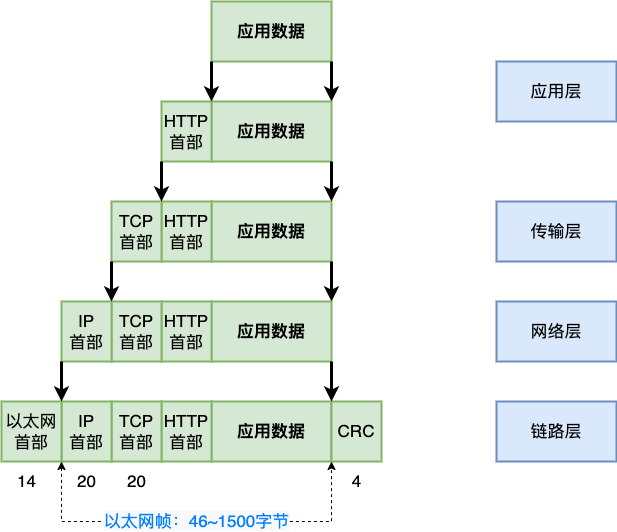 应用数据
应用层
HTTP
首部
应用数据
TCP
首部
HTTP
首部
应用数据
传输层
IP
首部
TCP
首部
HTTP
首部
应用数据
网络层
以太网
首部
IP
首部
TCP
首部
HTTP
首部
应用数据
CRC
链路层
14
20
20
4
以太网帧：46~1500字节